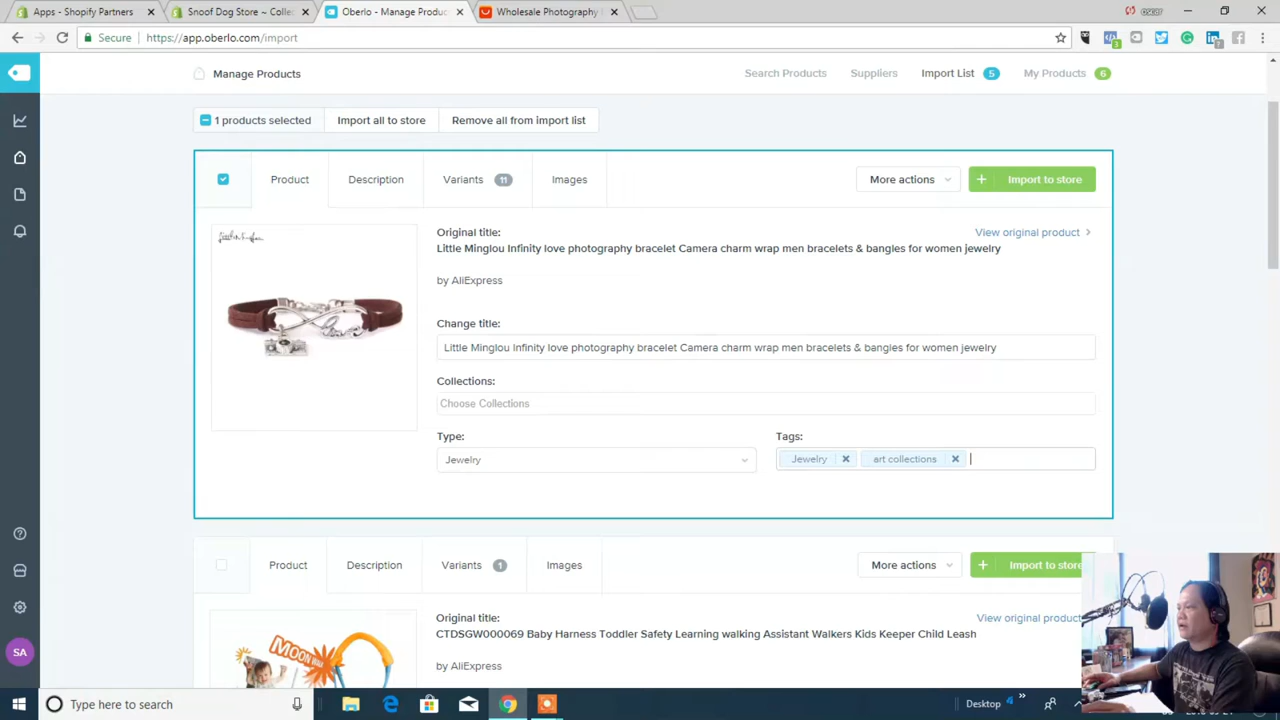 Apps - Shopify Partners
Snoof Dog Store ~ Colle
Oberlo - Manage Produc
Wholesale Photography
oscar
Secure https://app.oberlo.com/import
3
Manage Products
Search Products
Suppliers
Import List 5
My Products 6
1 products selected
Import all to store
Remove all from import list
Product
Description
Variants 11
Images
More actions
+ Import to store
Original title:
View original product
Little Minglou Infinity love photography bracelet Camera charm wrap men bracelets & bangles for women jewelry
by AliExpress
Change title:
Little Minglou Infinity love photography bracelet Camera charm wrap men bracelets & bangles for women jewelry
Collections:
Choose Collections
Type:
Tags:
Jewelry
Jewelry
art collections
Product
Description
Variants 1
Images
More actions
+ Import to store
Original title:
View original product
CTDSGW000069 Baby Harness Toddler Safety Learning walking Assistant Walkers Kids Keeper Child Leash
by AliExpress
MOON WALK
SA
Type here to search
Desktop